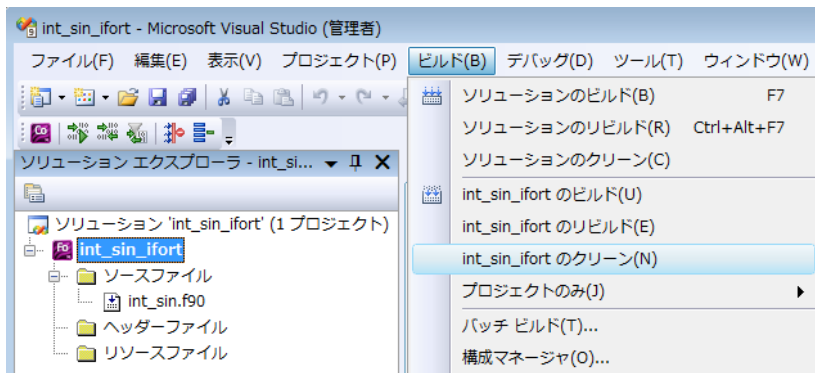 int_sin_ifort - Microsoft Visual Studio (管理者)
ファイル(F) 編集(E) 表示(V) プロジェクト(P) ビルド(B) デバッグ(D) ツール(T) ウィンドウ(W)
ソリューションのビルド(B) F7
ソリューションのリビルド(R) Ctrl+Alt+F7
ソリューションのクリーン(C)
int_sin_ifort のビルド(U)
int_sin_ifort のリビルド(E)
int_sin_ifort のクリーン(N)
プロジェクトのみ(J)
バッチ ビルド(T)...
構成マネージャ(O)...
ソリューション エクスプローラ - int_si...
ソリューション 'int_sin_ifort' (1 プロジェクト)
int_sin_ifort
ソースファイル
int_sin.f90
ヘッダーファイル
リソースファイル